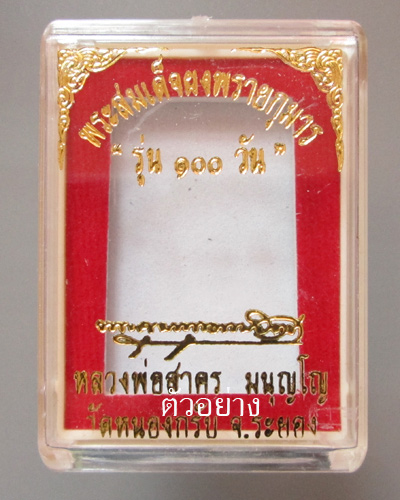 พระสมเด็จผงพรายกุมาร
" รุ่น ๑๐๐ วัน "
หลวงพ่อสาคร มนุญโญ
ตัวอย่าง
วัดหนองกรับ จ.ระยอง